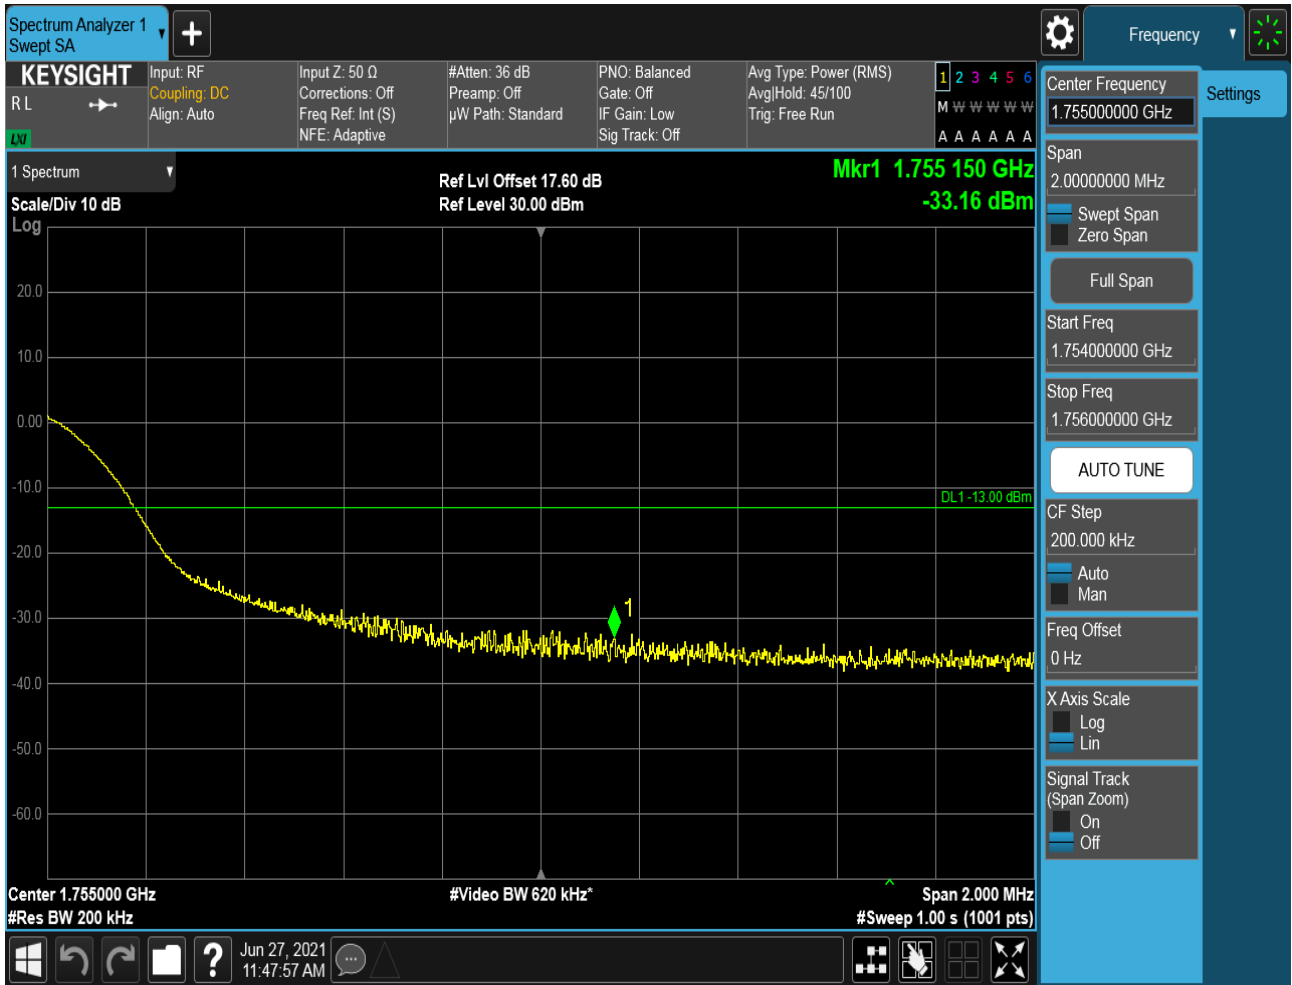 Spectrum Analyzer 1
Swept SA
Frequency
KEYSIGHT
R L
LXI
Input: RF
Coupling: DC
Align: Auto
Input Z: 50 Ω
Corrections: Off
Freq Ref: Int (S)
NFE: Adaptive
#Atten: 36 dB
Preamp: Off
µW Path: Standard
PNO: Balanced
Gate: Off
IF Gain: Low
Sig Track: Off
Avg Type: Power (RMS)
Avg|Hold: 45/100
Trig: Free Run
1 2 3 4 5 6
M W W W W W
A A A A A A
1 Spectrum
Scale/Div 10 dB
Log
Ref Lvl Offset 17.60 dB
Ref Level 30.00 dBm
Mkr1 1.755 150 GHz
-33.16 dBm
20.0
10.0
0.00
-10.0
-20.0
-30.0
-40.0
-50.0
-60.0
DL1 -13.00 dBm
1
Center 1.755000 GHz
#Res BW 200 kHz
#Video BW 620 kHz*
Span 2.000 MHz
#Sweep 1.00 s (1001 pts)
?
Jun 27, 2021
11:47:57 AM
Center Frequency
1.755000000 GHz
Settings
Span
2.00000000 MHz
Swept Span
Zero Span
Full Span
Start Freq
1.754000000 GHz
Stop Freq
1.756000000 GHz
AUTO TUNE
CF Step
200.000 kHz
Auto
Man
Freq Offset
0 Hz
X Axis Scale
Log
Lin
Signal Track
(Span Zoom)
On
Off